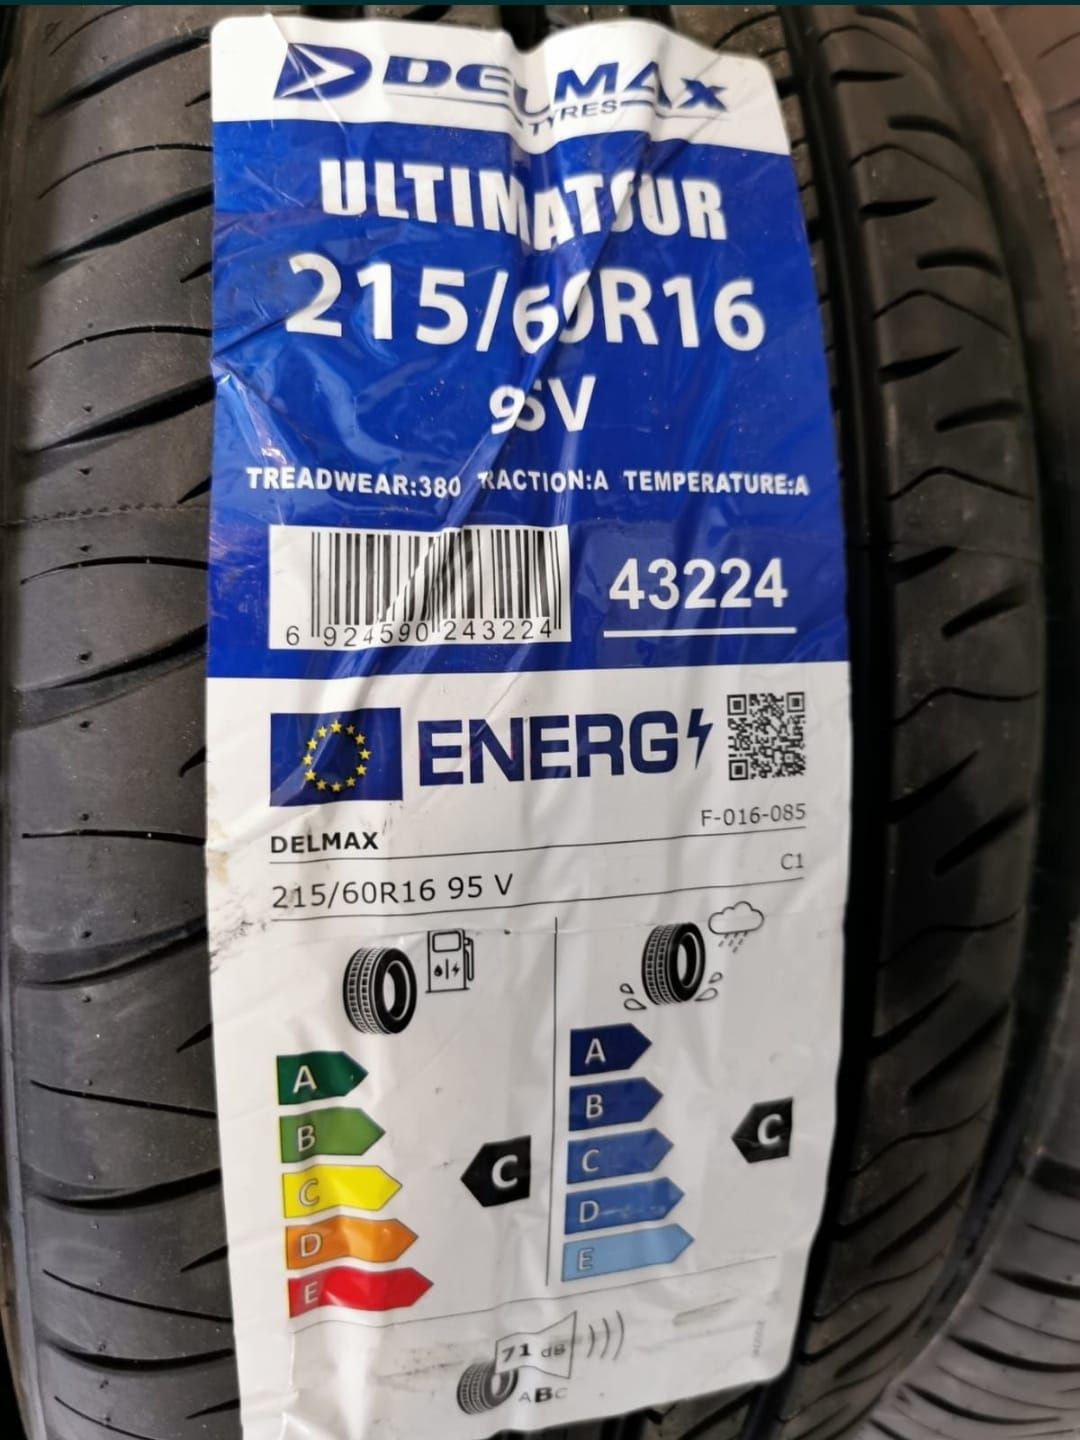 DELMAX
TYRES
ULTIMATOUR
215/60R16
95V
TREADWEAR:380 TRACTION:A TEMPERATURE:A
6 924590 243224
43224
ENERG
DELMAX
F-016-085
215/60R16 95 V
C1
A
B
C
D
E
C
A
B
C
D
E
C
71 dB
ABC